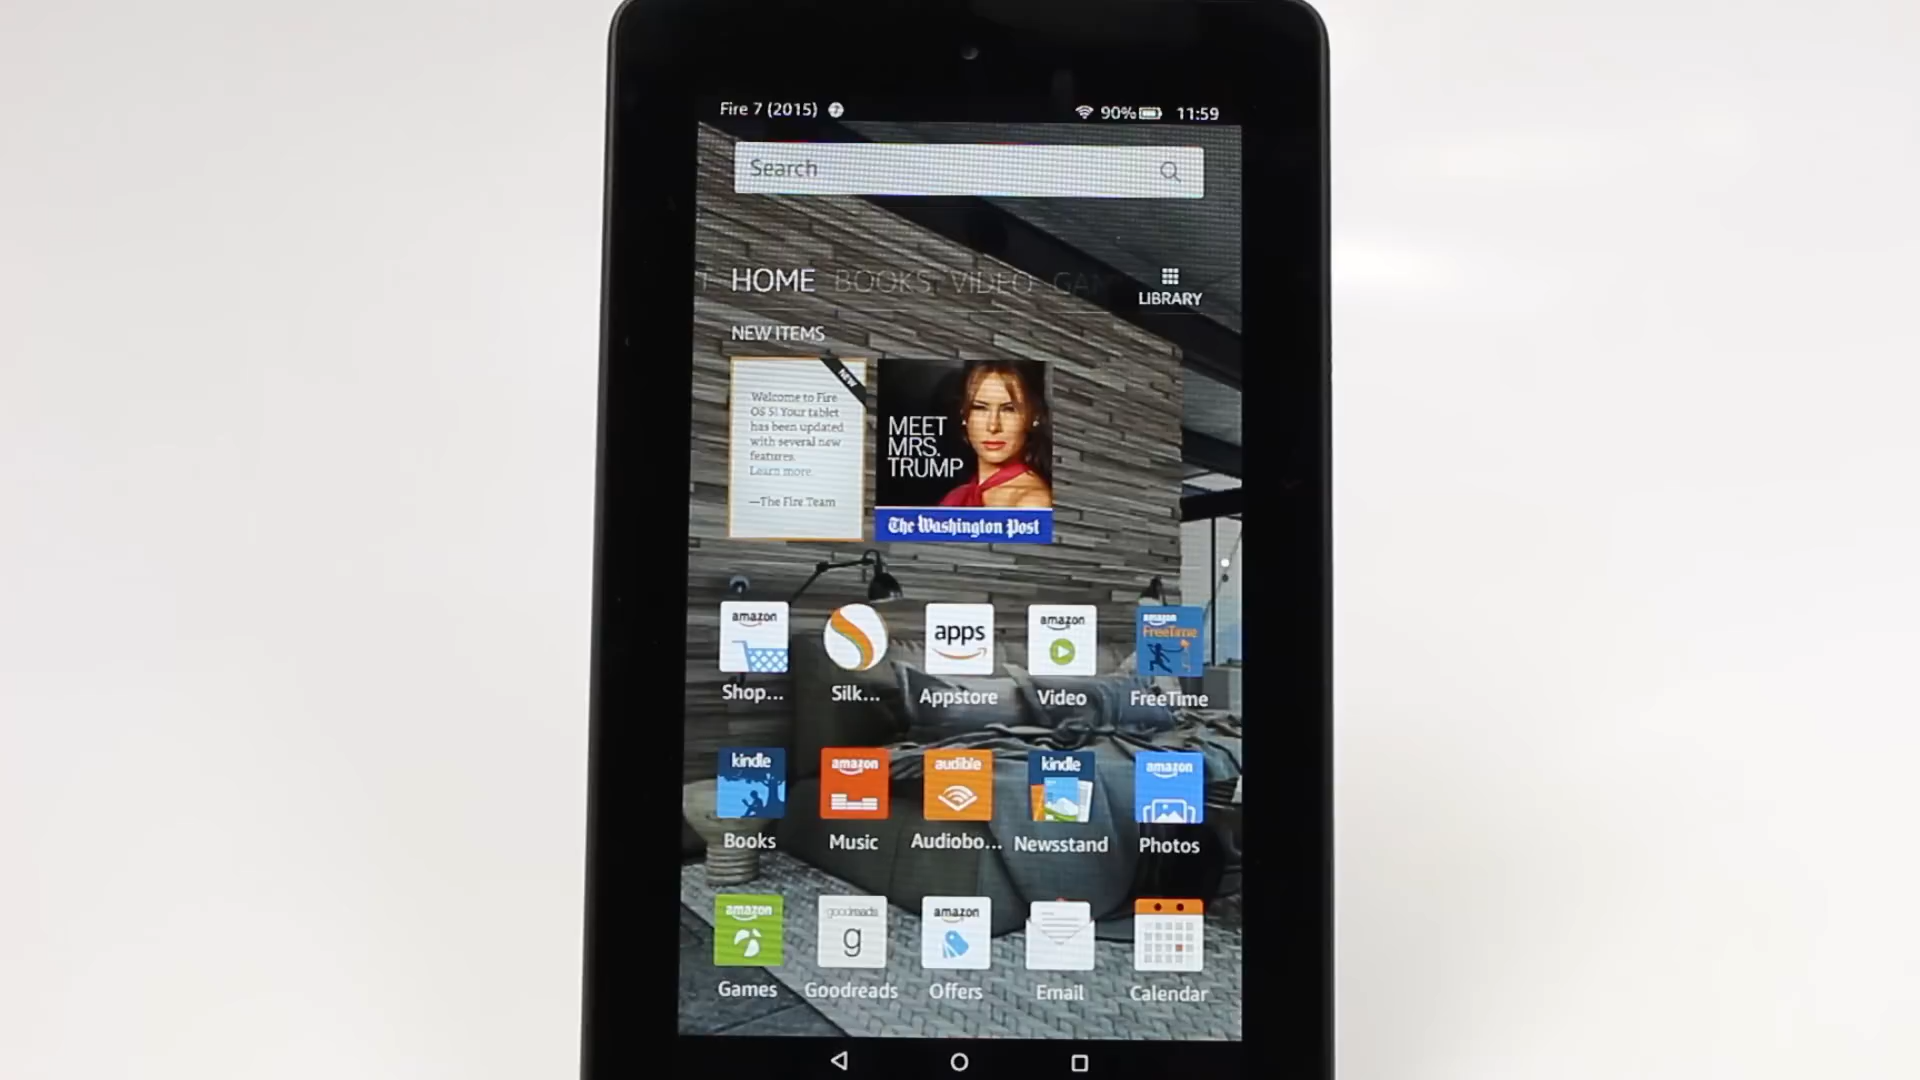 Fire 7 (2015)
90%
11:59
Search
HOME BOOKS VIDEO GA
LIBRARY
NEW ITEMS
NEW
Welcome to Fire
OS 5! Your tablet
has been updated
with several new
features.
Learn more.
—The Fire Team
MEET
MRS.
TRUMP
The Washington Post
amazon
apps
amazon
amazon
FreeTime
Shop...
Silk...
Appstore
Video
FreeTime
kindle
amazon
audible
kindle
amazon
Books
Music
Audiobo...
Newsstand
Photos
amazon
goodreads
g
amazon
Games
Goodreads
Offers
Email
Calendar